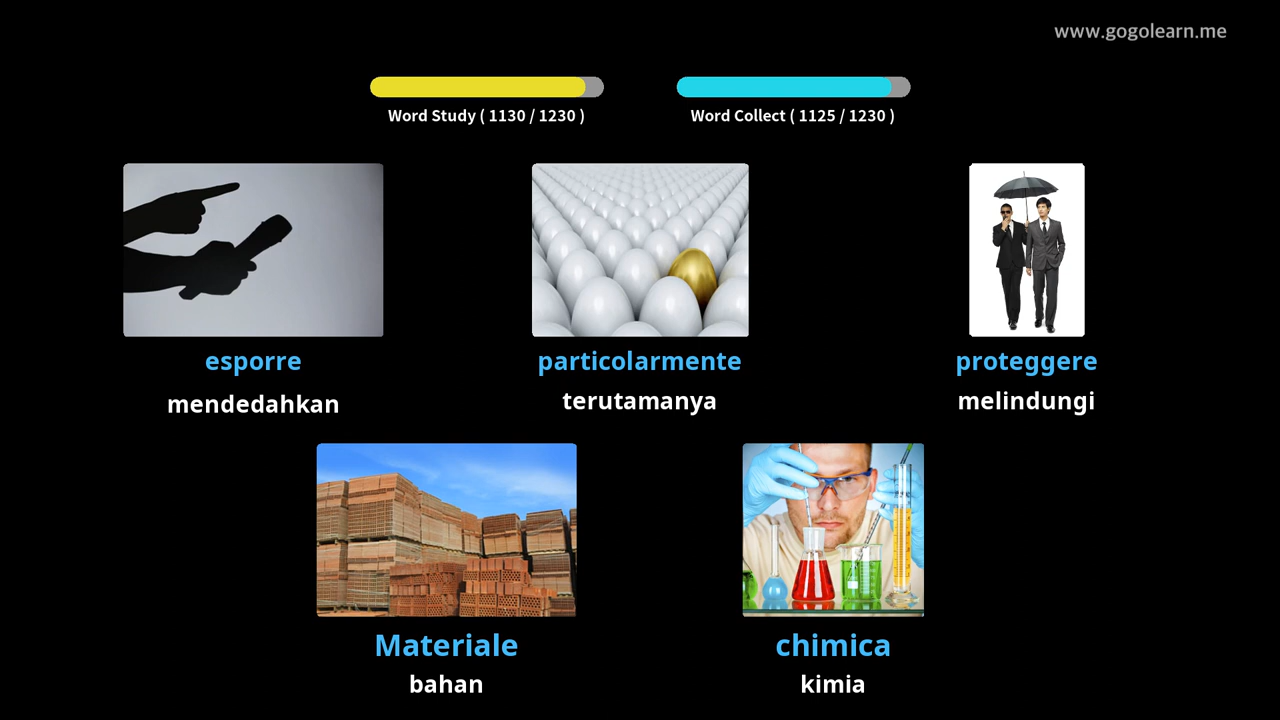 www.gogolearn.me
Word Study ( 1130 / 1230 )
Word Collect ( 1125 / 1230 )
esporre
mendedahkan
particolarmente
terutamanya
proteggere
melindungi
Materiale
bahan
chimica
kimia